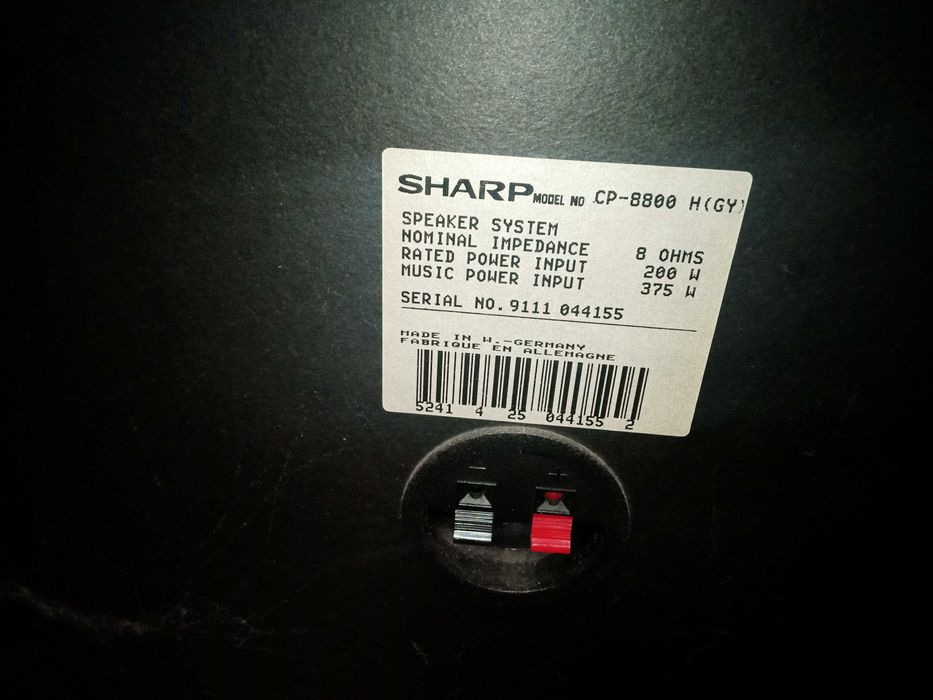 SHARP MODEL NO .CP-8800 H(GY)
SPEAKER SYSTEM
NOMINAL IMPEDANCE 8 OHMS
RATED POWER INPUT 200 W
MUSIC POWER INPUT 375 W
SERIAL NO. 9111 044155
MADE IN W.-GERMANY
FABRIQUE EN ALLEMAGNE
5241 4 25 044155 2
- +